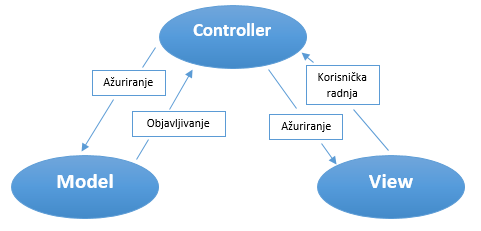 Controller
Ažuriranje
Korisnička
radnja
Objavljivanje
Ažuriranje
Model
View